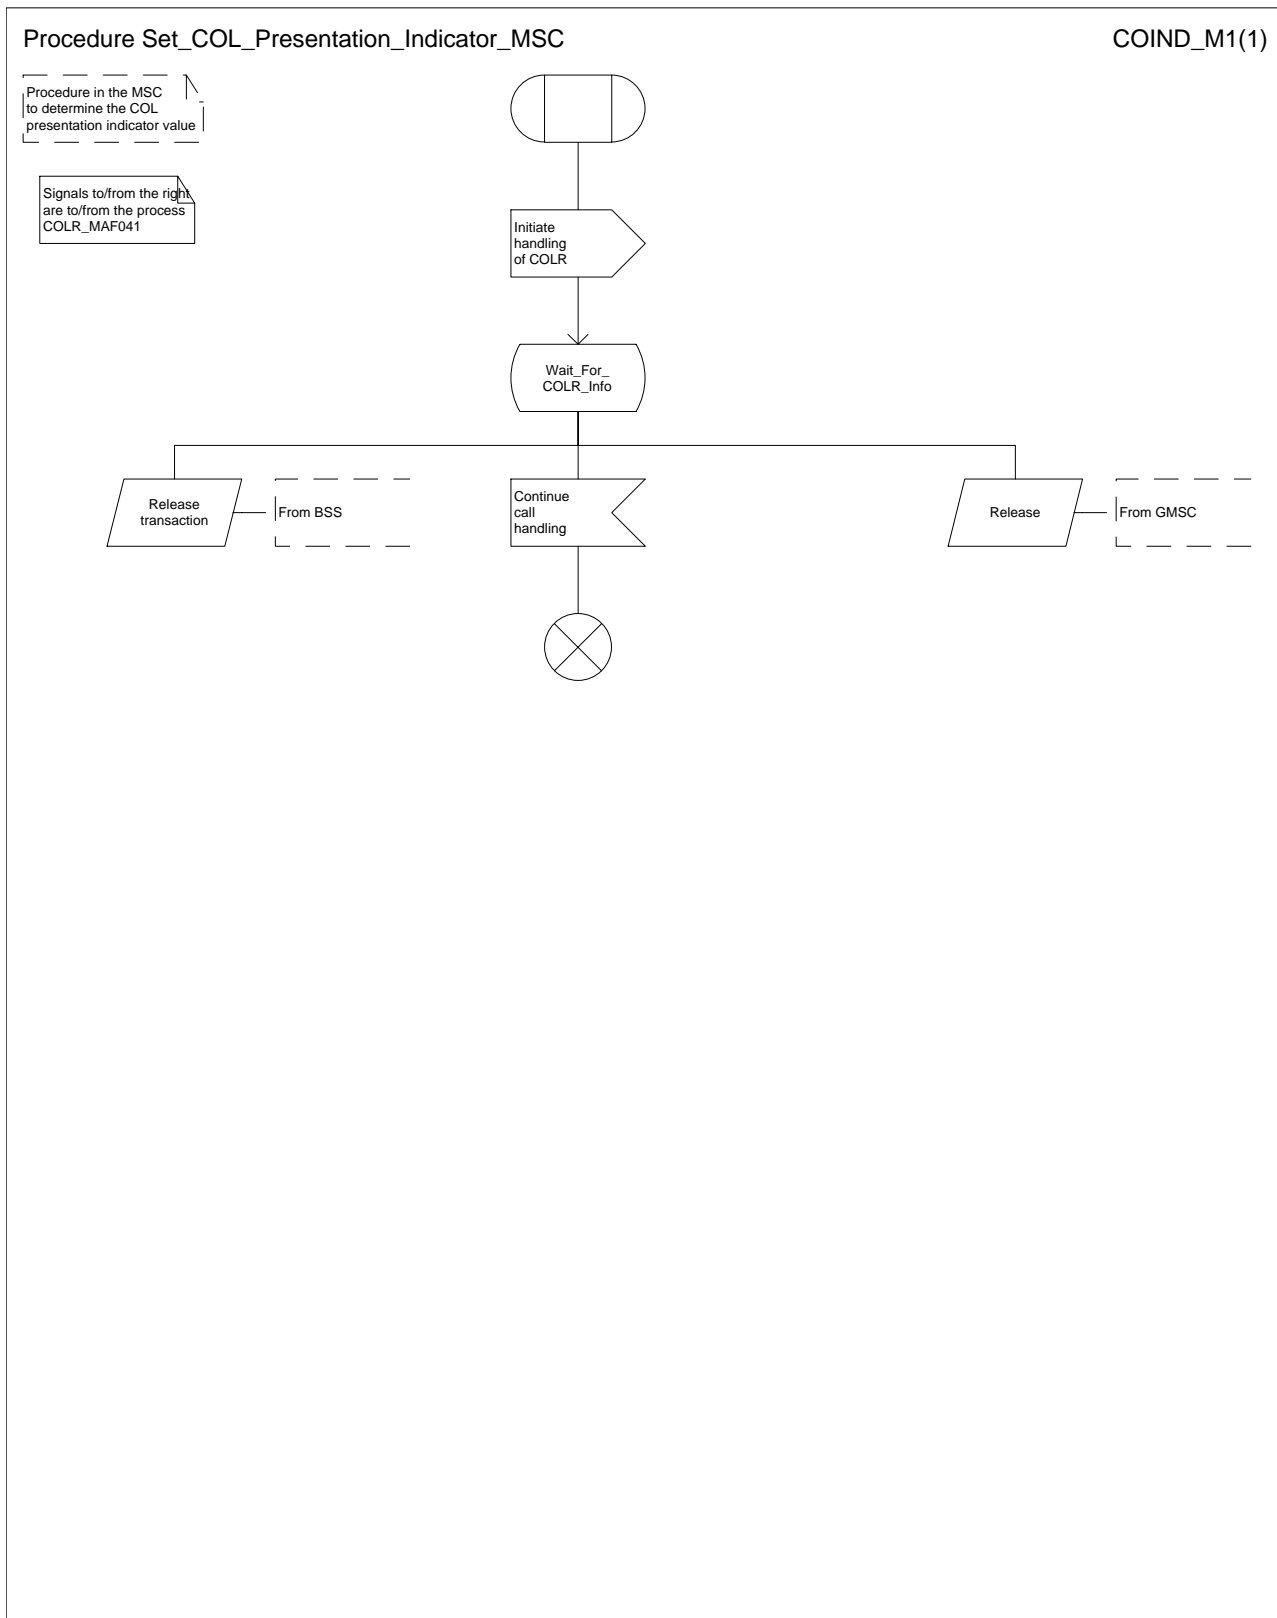 Procedure Set_COL_Presentation_Indicator_MSC
COIND_M1(1)
Procedure in the MSC
to determine the COL
presentation indicator value
Signals to/from the right
are to/from the process
COLR_MAF041
Initiate
handling
of COLR
Wait_For_
COLR_Info
Release
transaction
From BSS
Continue
call
handling
Release
From GMSC